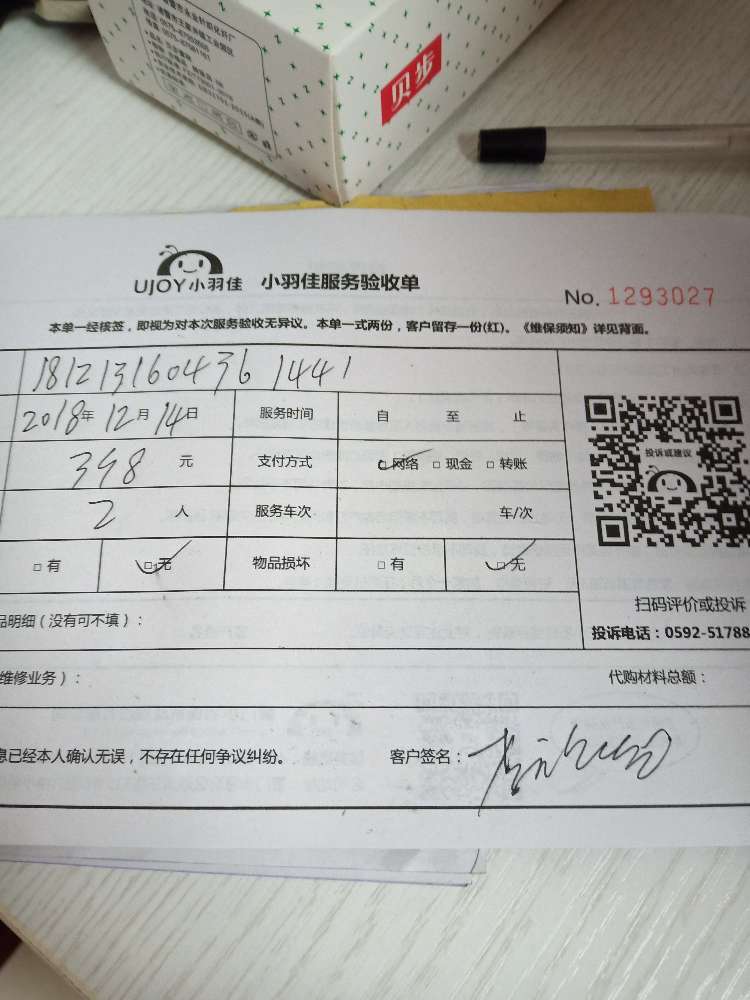 贝步
UJOY小羽佳 小羽佳服务验收单
No. 1293027
本单一经核签，即视为对本次服务验收无异议。本单一式两份，客户留存一份(红)。《维保须知》详见背面。
181213160436 1441
2018年 12月 14日 服务时间 自 至 止
398 元 支付方式 □网络 □现金 □转账
2 人 服务车次 车/次
□有 □无 物品损坏 □有 □无
投诉或建议
扫码评价或投诉
品明细（没有可不填）：
投诉电话：0592-51788
维修业务）： 代购材料总额：
息已经本人确认无误，不存在任何争议纠纷。 客户签名：